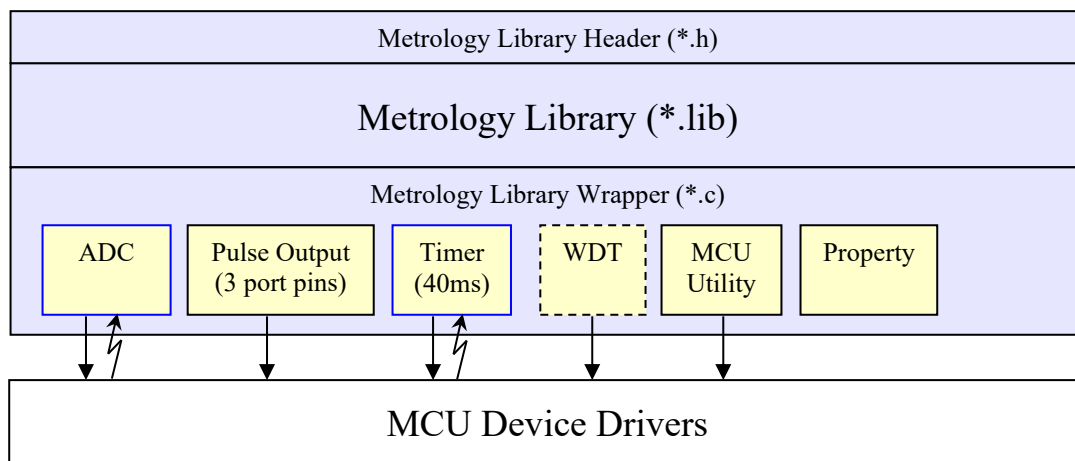 Metrology Library Header (*.h)
Metrology Library (*.lib)
Metrology Library Wrapper (*.c)
ADC
Pulse Output
(3 port pins)
Timer
(40ms)
WDT
MCU
Utility
Property
MCU Device Drivers